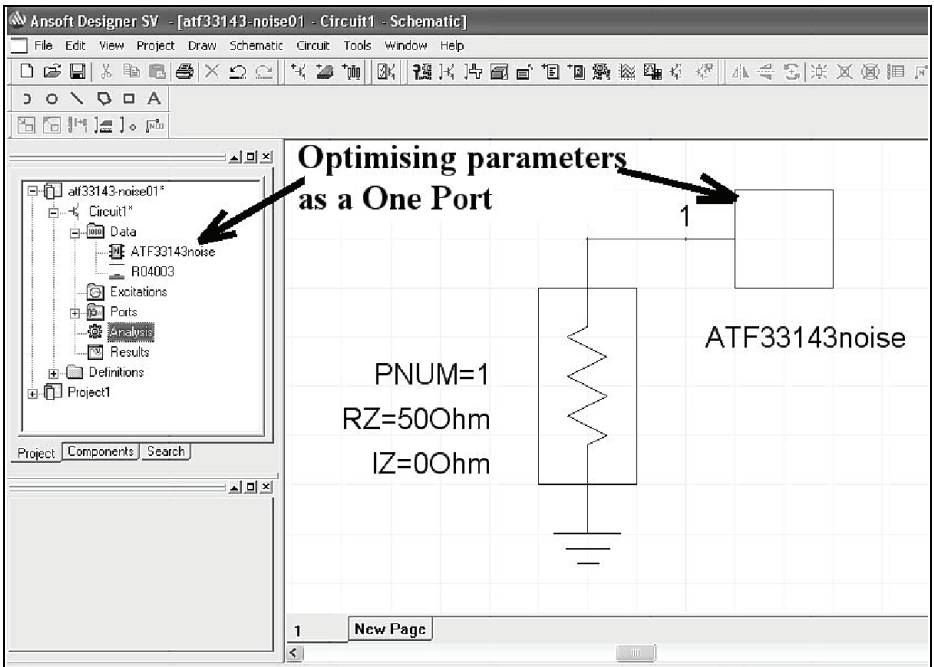 Ansoft Designer SV - [atf33143-noise01 - Circuit1 - Schematic]
File Edit View Project Draw Schematic Circuit Tools Window Help
Optimising parameters
as a One Port
atf33143-noise01*
Circuit1*
Data
ATF33143noise
R04003
Excitations
Ports
Analysis
Results
Definitions
Project1
Project Components Search
1
ATF33143noise
PNUM=1
RZ=50Ohm
IZ=0Ohm
1 New Page